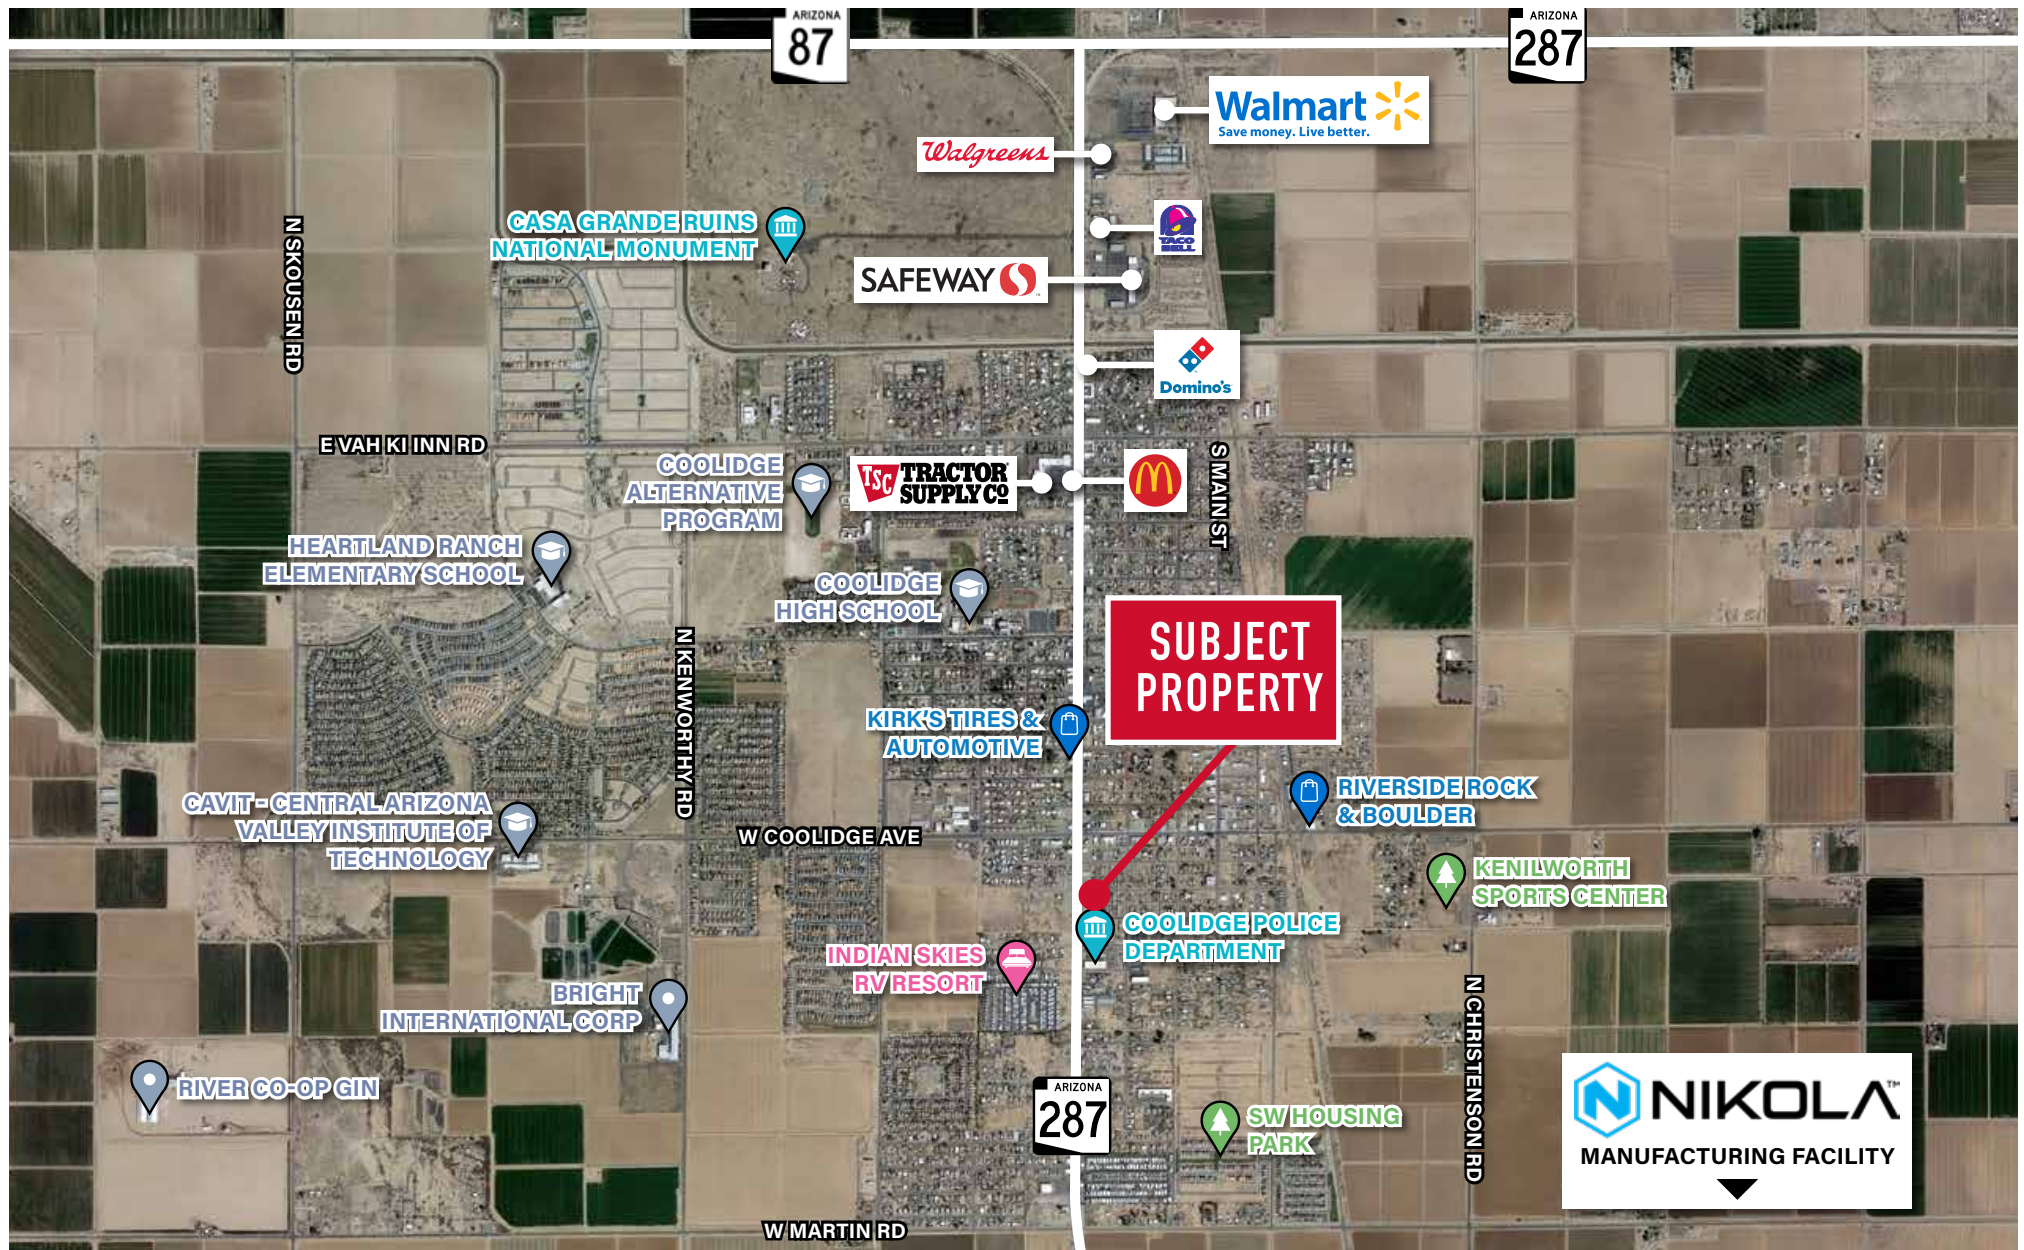 ARIZONA
87
ARIZONA
287
Walmart
Save money. Live better.
Walgreens
CASA GRANDE RUINS
NATIONAL MONUMENT
TACO
BELL
N SKOUSEN RD
SAFEWAY
Domino's
E VAH KI INN RD
COOLIDGE
ALTERNATIVE
PROGRAM
TSC TRACTOR
SUPPLY CO
S MAIN ST
HEARTLAND RANCH
ELEMENTARY SCHOOL
COOLIDGE
HIGH SCHOOL
SUBJECT
PROPERTY
N KENWORTHY RD
KIRK'S TIRES &
AUTOMOTIVE
RIVERSIDE ROCK
& BOULDER
CAVIT - CENTRAL ARIZONA
VALLEY INSTITUTE OF
TECHNOLOGY
W COOLIDGE AVE
KENILWORTH
SPORTS CENTER
COOLIDGE POLICE
DEPARTMENT
INDIAN SKIES
RV RESORT
BRIGHT
INTERNATIONAL CORP
N CHRISTENSON RD
RIVER CO-OP GIN
ARIZONA
287
SW HOUSING
PARK
NIKOLA™
MANUFACTURING FACILITY
W MARTIN RD